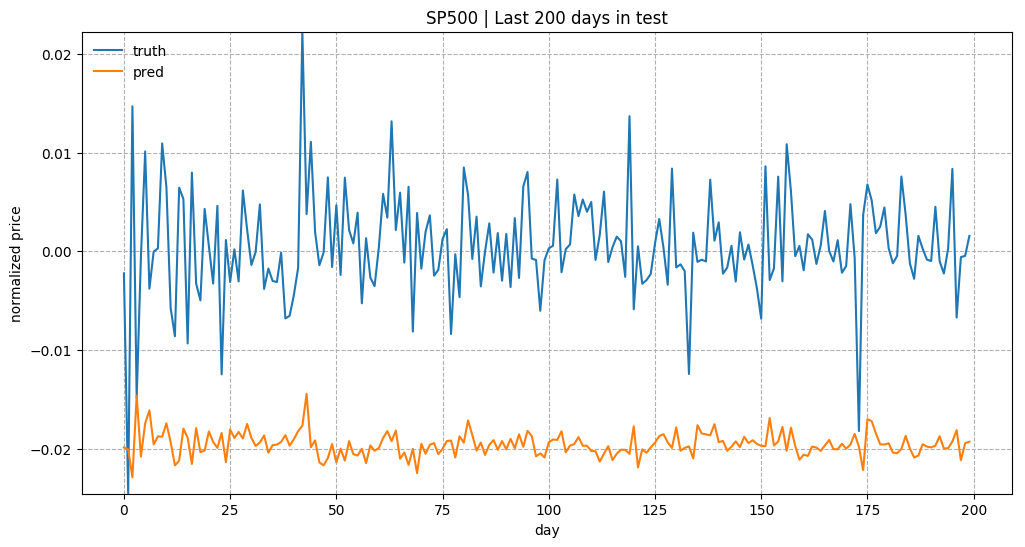 SP500 | Last 200 days in test
truth
pred
normalized price
0.02
0.01
0.00
−0.01
−0.02
0 25 50 75 100 125 150 175 200
day